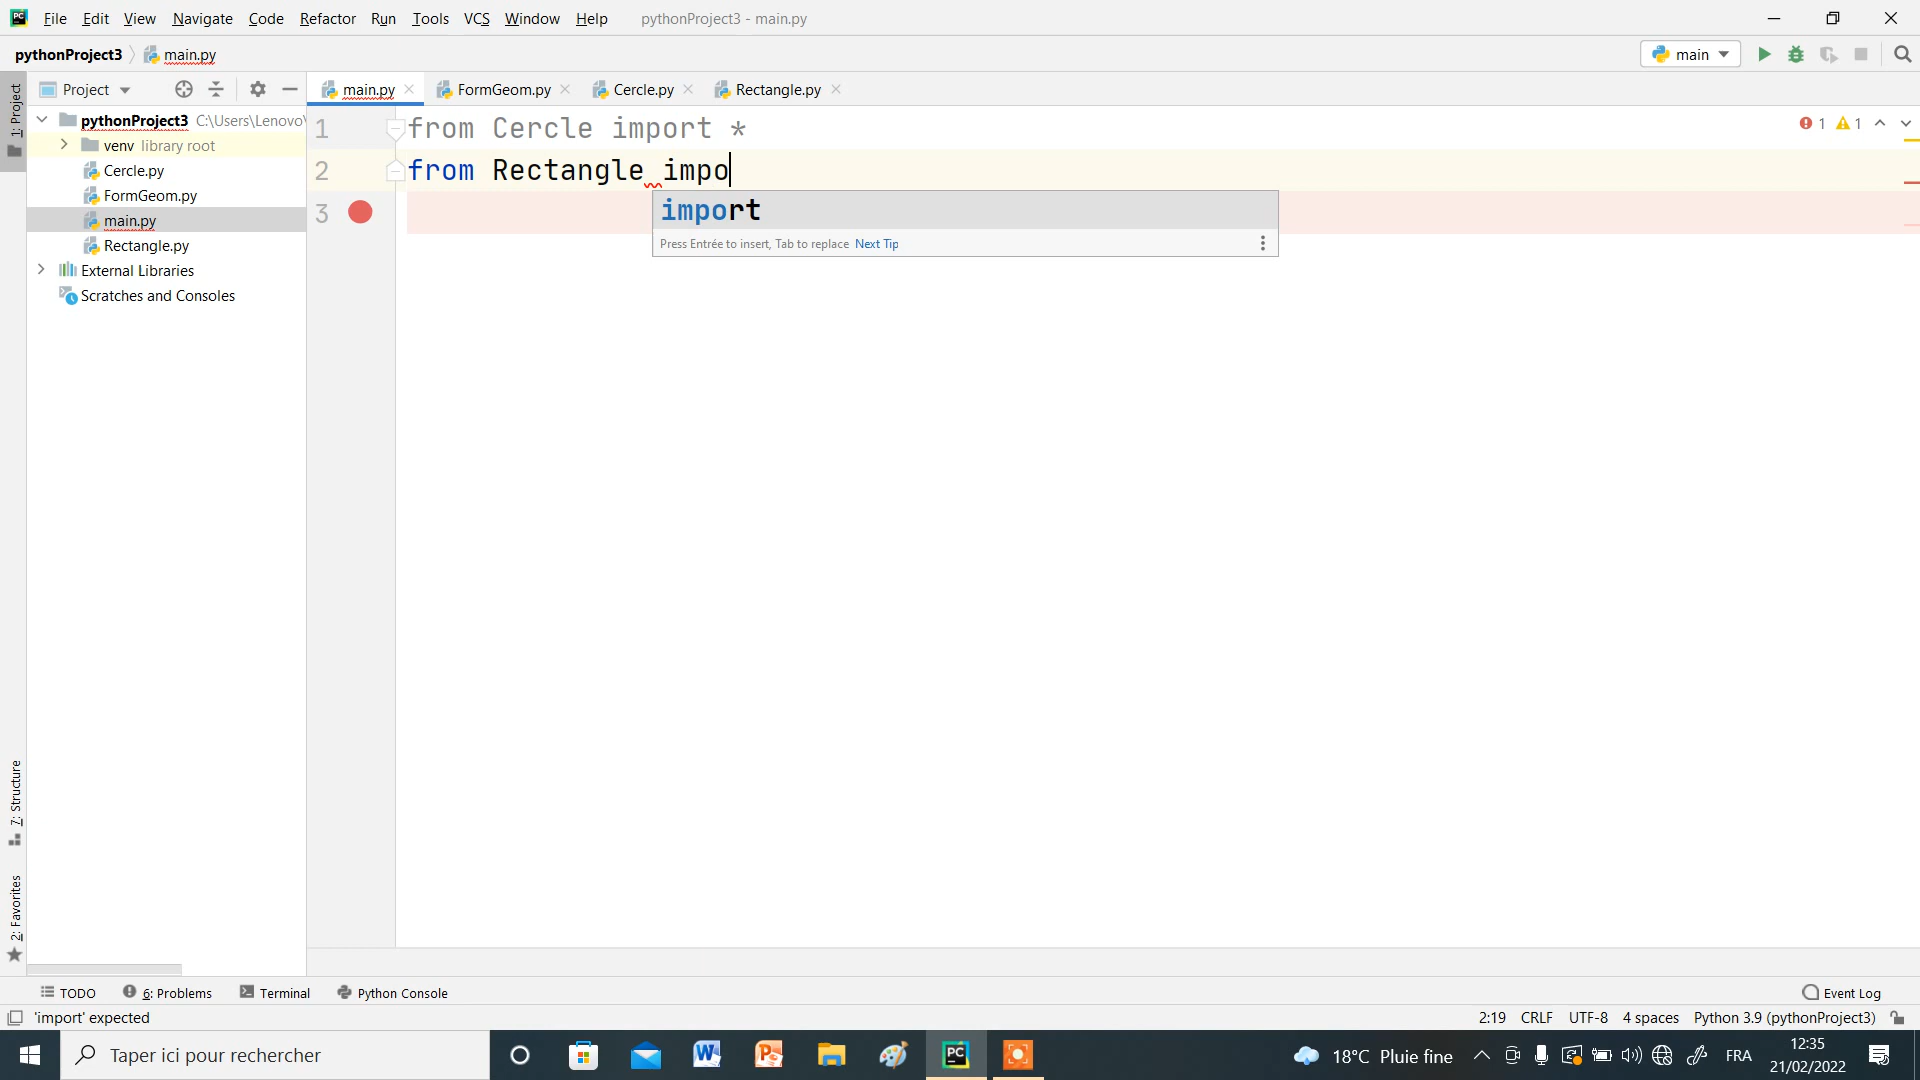 PC File Edit View Navigate Code Refactor Run Tools VCS Window Help pythonProject3 - main.py
pythonProject3 main.py main
1: Project Project main.py FormGeom.py Cercle.py Rectangle.py
pythonProject3 C:\Users\Lenovo\
venv library root
Cercle.py
FormGeom.py
main.py
Rectangle.py
External Libraries
Scratches and Consoles
1 from Cercle import * 1 1
2 from Rectangle impo
3
import
Press Entrée to insert, Tab to replace Next Tip
7: Structure
2: Favorites
TODO 6: Problems Terminal Python Console Event Log
'import' expected 2:19 CRLF UTF-8 4 spaces Python 3.9 (pythonProject3)
Taper ici pour rechercher W P PC 18°C Pluie fine FRA 12:35
21/02/2022